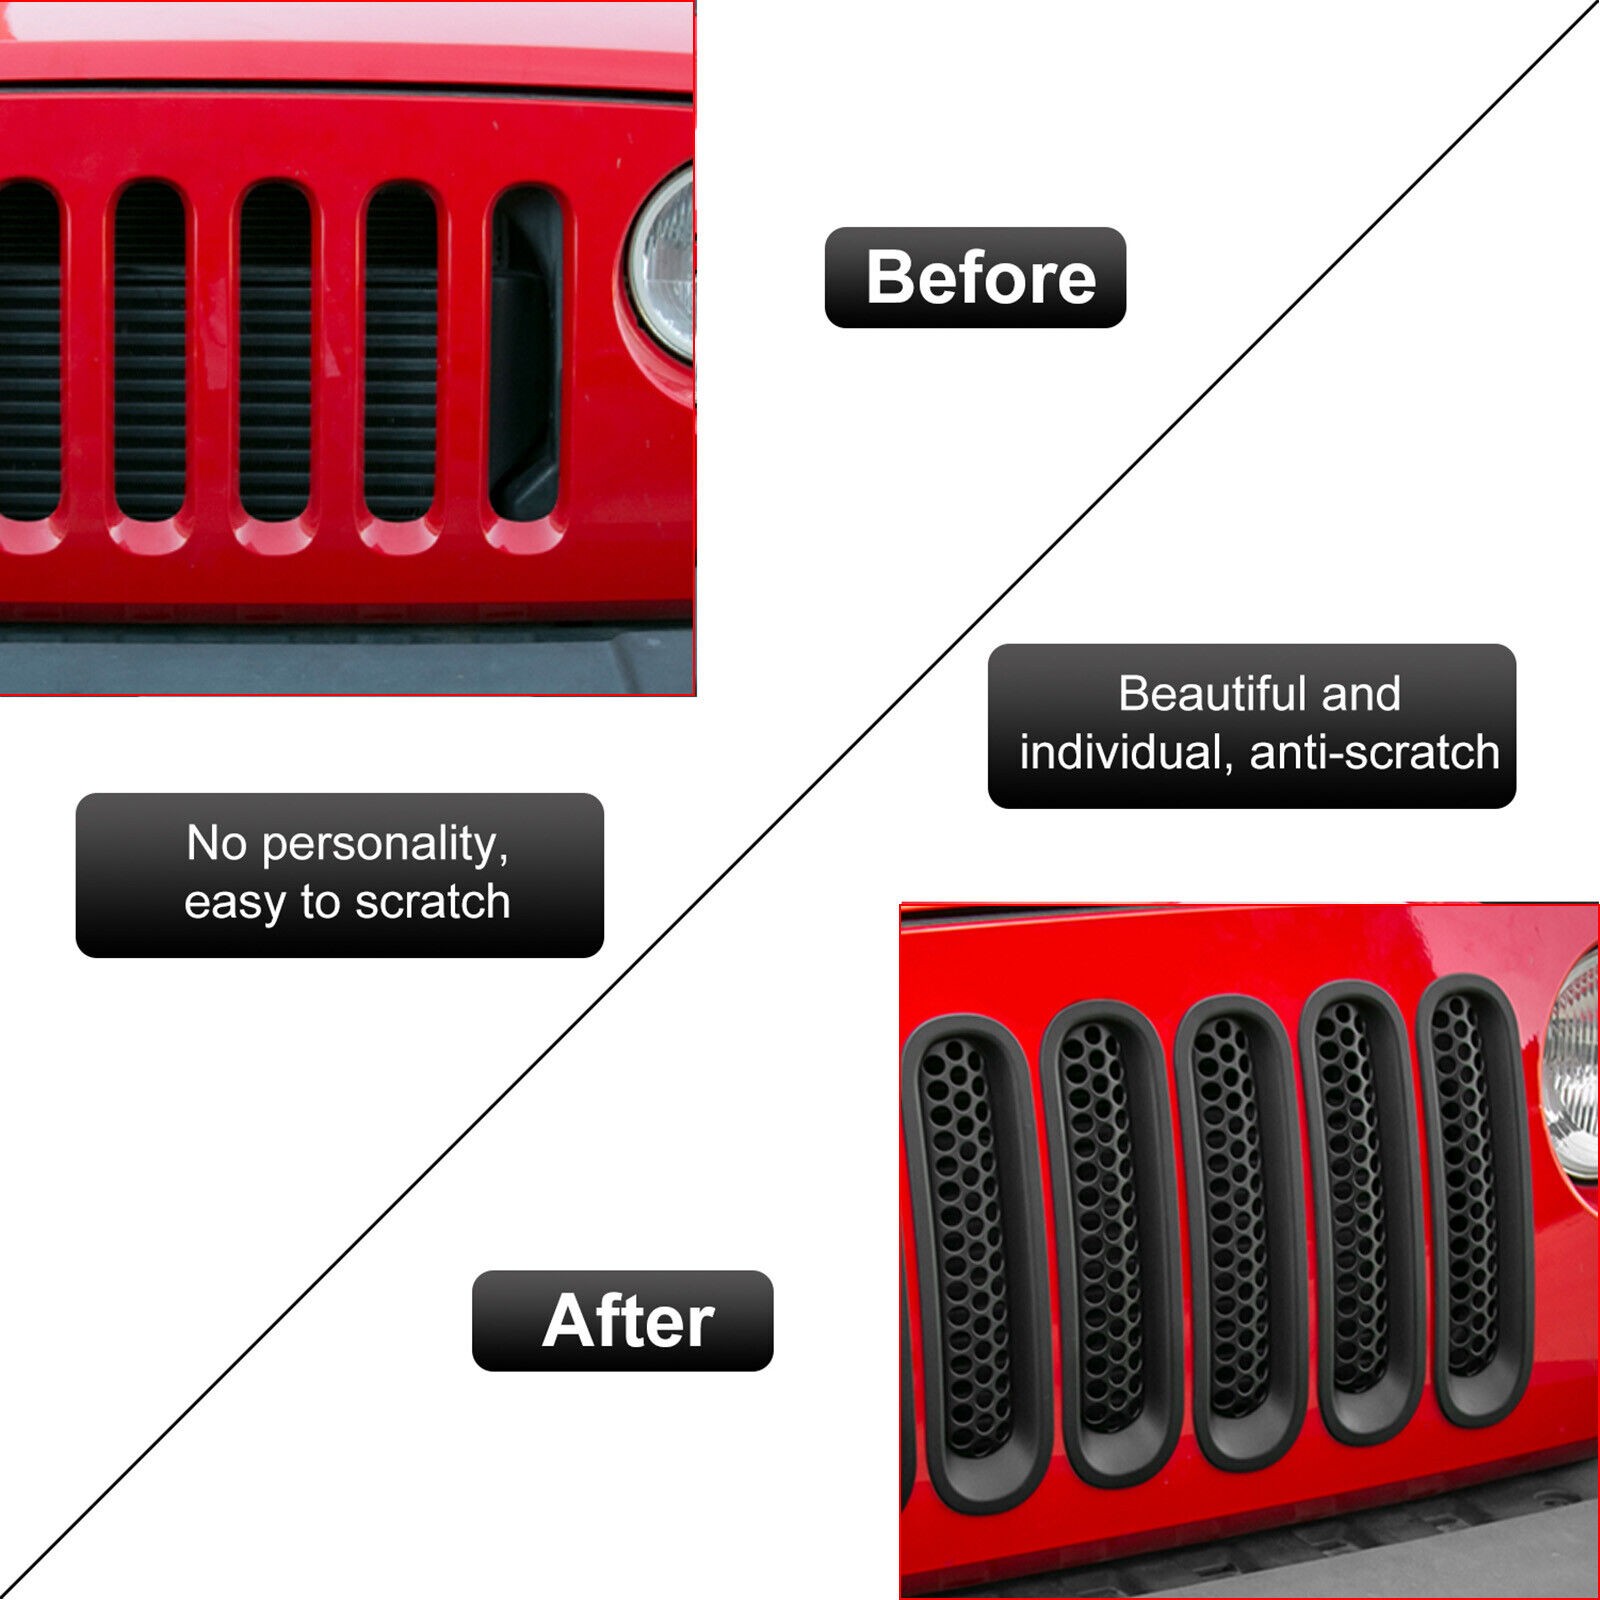 Before
Beautiful and
individual, anti-scratch
No personality,
easy to scratch
After